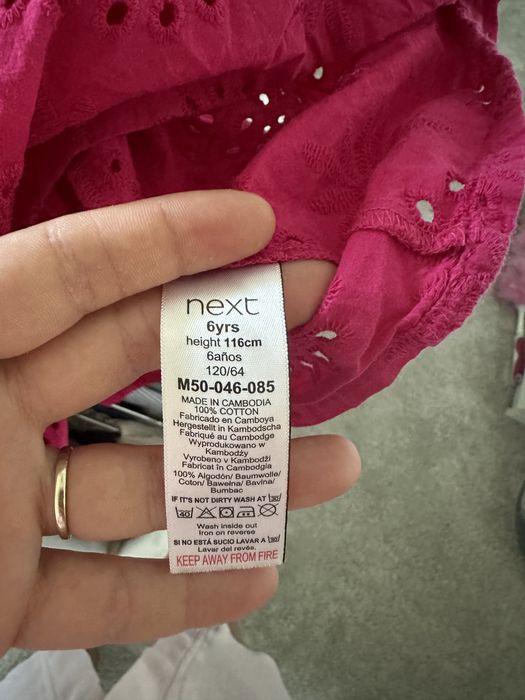 next
6yrs
height 116cm
6años
120/64
M50-046-085
MADE IN CAMBODIA
100% COTTON
Fabricado en Camboya
Hergestellt in Kambodscha
Fabriqué au Cambodge
Wyprodukowano w
Kambodży
Vyrobeno v Kambodži
Fabricat în Cambodgia
100% Algodón/ Baumwolle/
Coton/ Bawełna/ Bavlna/
Bumbac
IF IT'S NOT DIRTY WASH AT 30
40
Wash inside out
Iron on reverse
SI NO ESTÁ SUCIO LAVAR A 30
Lavar del revés.
KEEP AWAY FROM FIRE